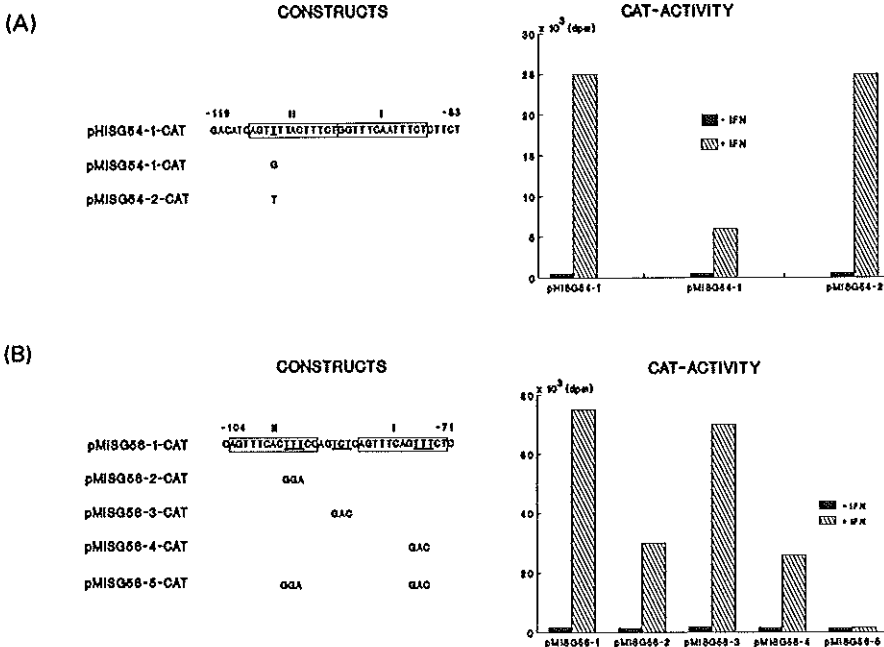 (A)
CONSTRUCTS
CAT-ACTIVITY
x 10³ (dpm)
30
25
20
15
10
5
0
- IFN
+ IFN
-119 II I -83
pHISG54-1-CAT GACATCAGTTTTACTTTCTGGTTTCAATTTCTCTTCT
pMISG54-1-CAT G
pMISG54-2-CAT T
pHISG54-1 pMISG54-1 pMISG54-2
(B)
CONSTRUCTS
CAT-ACTIVITY
x 10³ (dpm)
80
60
40
20
0
- IFN
+ IFN
-104 II I -71
pMISG56-1-CAT
pMISG56-2-CAT GGA
pMISG56-3-CAT GAC
pMISG56-4-CAT GAC
pMISG56-5-CAT GGA GAC
pMISG56-1 pMISG56-2 pMISG56-3 pMISG56-4 pMISG56-5